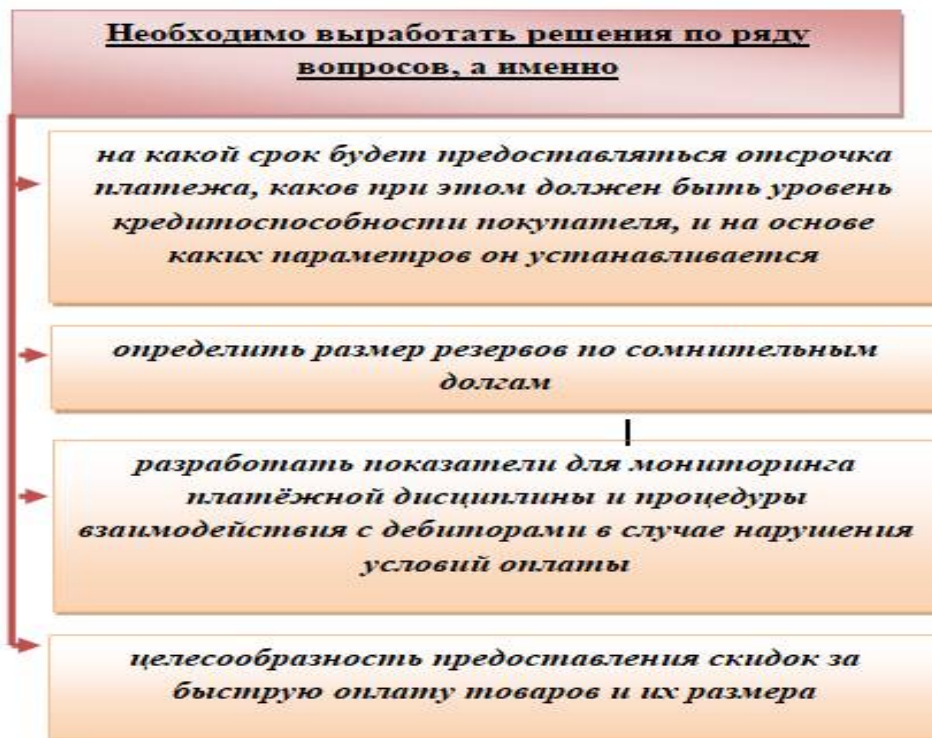 Необходимо выработать решения по ряду
вопросов, а именно
на какой срок будет предоставляться отсрочка
платежа, каков при этом должен быть уровень
кредитоспособности покупателя, и на основе
каких параметров он устанавливается
определить размер резервов по сомнительным
долгам
разработать показатели для мониторинга
платёжной дисциплины и процедуры
взаимодействия с дебиторами в случае нарушения
условий оплаты
целесообразность предоставления скидок за
быструю оплату товаров и их размера